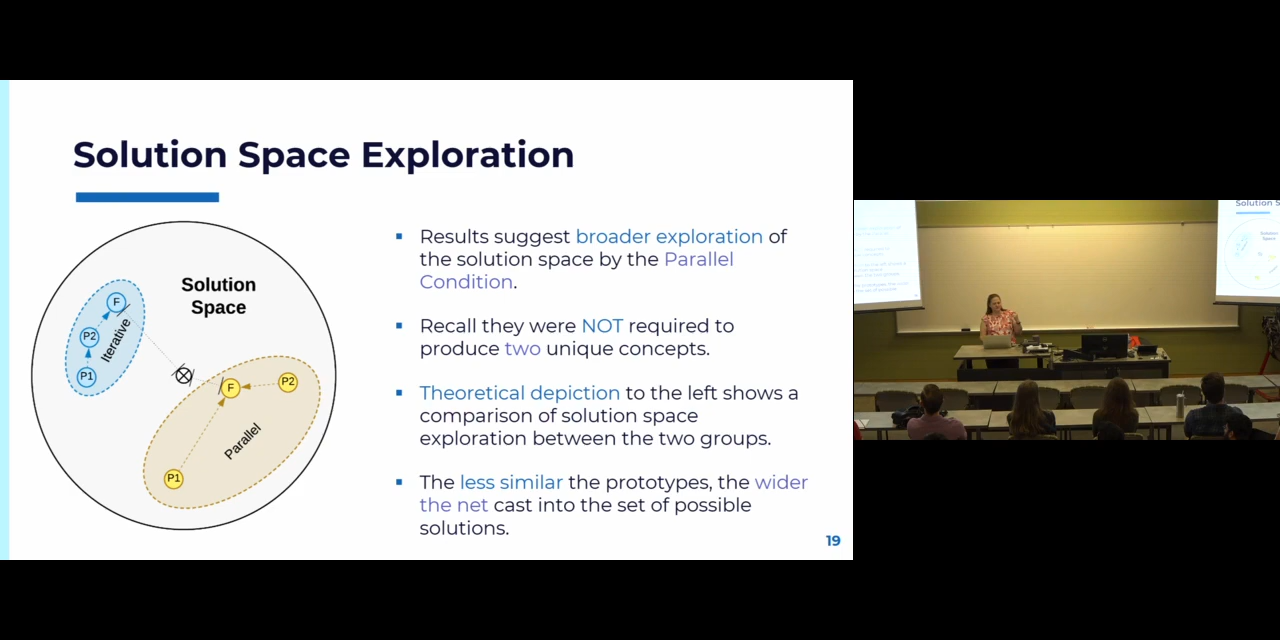 Solution Space Exploration
Solution
Space
F
P2
P1
Iterative
F
P2
P1
Parallel
▪ Results suggest broader exploration of
the solution space by the Parallel
Condition.
▪ Recall they were NOT required to
produce two unique concepts.
▪ Theoretical depiction to the left shows a
comparison of solution space
exploration between the two groups.
▪ The less similar the prototypes, the wider
the net cast into the set of possible
solutions.
19
Solution S
Solution
Space